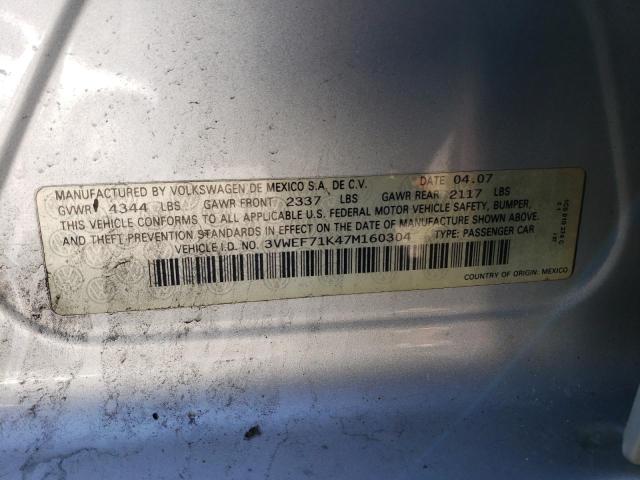 MANUFACTURED BY VOLKSWAGEN DE MEXICO S.A. DE C.V. DATE 04.07
GVWR 4344 LBS GAWR FRONT 2337 LBS GAWR REAR 2117 LBS
THIS VEHICLE CONFORMS TO ALL APPLICABLE U.S. FEDERAL MOTOR VEHICLE SAFETY, BUMPER,
AND THEFT PREVENTION STANDARDS IN EFFECT ON THE DATE OF MANUFACTURE SHOWN ABOVE.
VEHICLE I.D. NO. 3VWEF71K47M160304 TYPE: PASSENGER CAR
COUNTRY OF ORIGIN: MEXICO